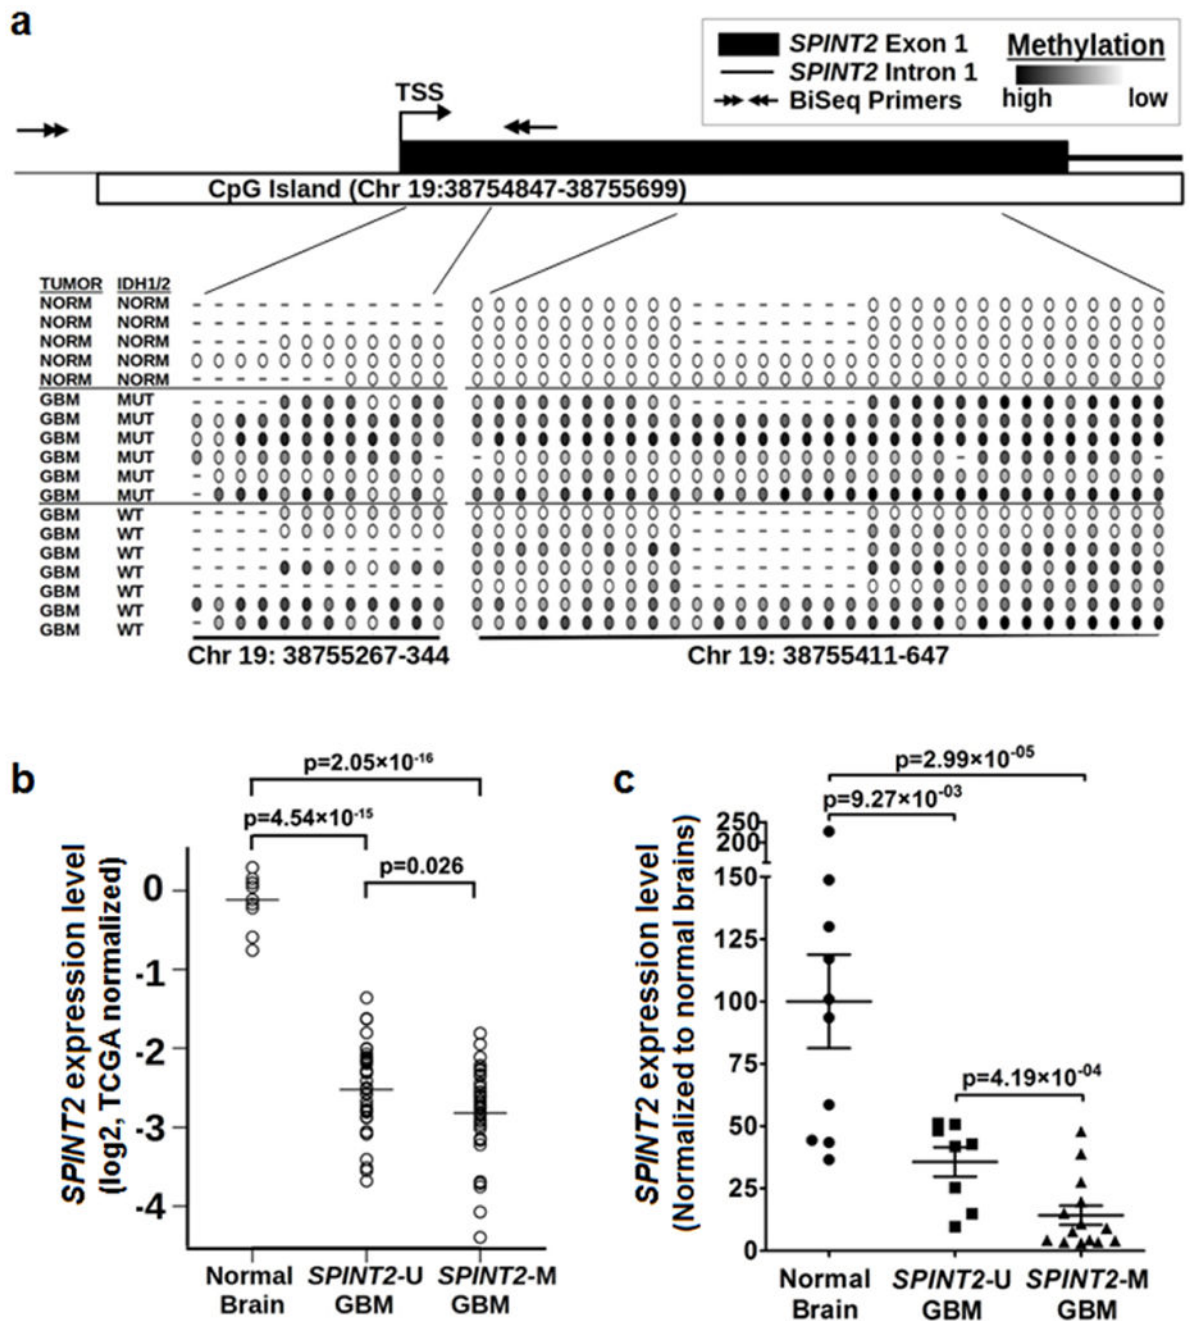 a
SPINT2 Exon 1
SPINT2 Intron 1
BiSeq Primers
Methylation
high low
TSS
CpG Island (Chr 19:38754847-38755699)
TUMOR IDH1/2
NORM NORM
NORM NORM
NORM NORM
NORM NORM
NORM NORM
GBM MUT
GBM MUT
GBM MUT
GBM MUT
GBM MUT
GBM MUT
GBM WT
GBM WT
GBM WT
GBM WT
GBM WT
GBM WT
GBM WT
Chr 19: 38755267-344
Chr 19: 38755411-647
b
p=2.05×10-16
p=4.54×10-15
p=0.026
SPINT2 expression level
(log2, TCGA normalized)
0
-1
-2
-3
-4
Normal
Brain
SPINT2-U
GBM
SPINT2-M
GBM
c
p=2.99×10-05
p=9.27×10-03
p=4.19×10-04
SPINT2 expression level
(Normalized to normal brains)
250
200
150
125
100
75
50
25
0
Normal
Brain
SPINT2-U
GBM
SPINT2-M
GBM